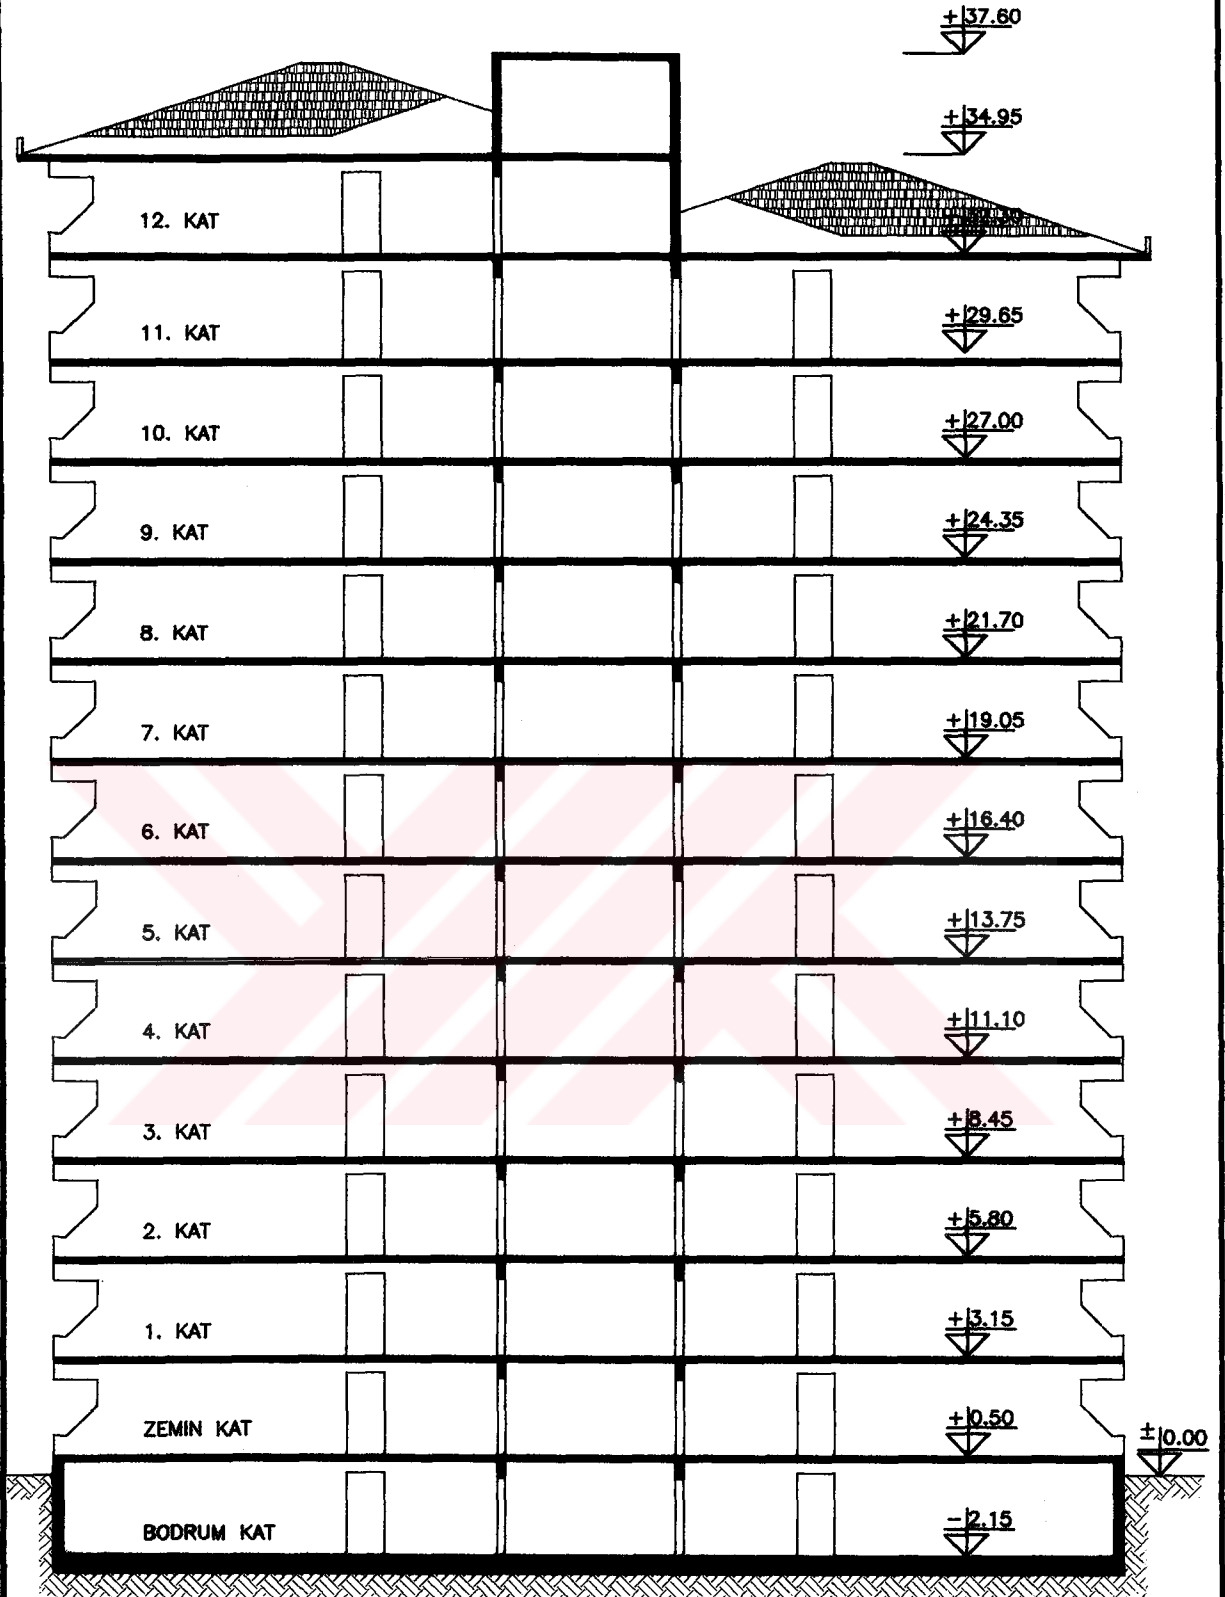 +37.60
+34.95
12. KAT
11. KAT +29.65
10. KAT +27.00
9. KAT +24.35
8. KAT +21.70
7. KAT +19.05
6. KAT +16.40
5. KAT +13.75
4. KAT +11.10
3. KAT +8.45
2. KAT +5.80
1. KAT +3.15
ZEMIN KAT +0.50
±0.00
BODRUM KAT -2.15